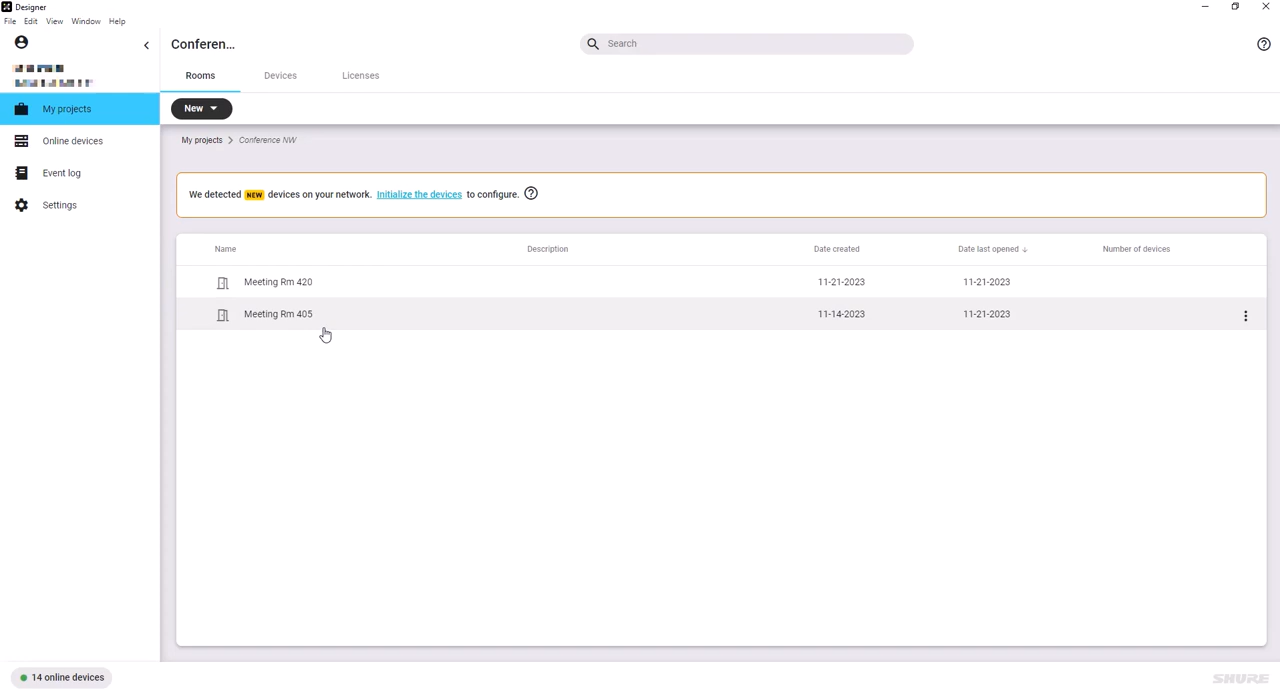 Designer
File Edit View Window Help
Conferen...
Search
Rooms Devices Licenses
My projects
Online devices
Event log
Settings
New
My projects > Conference NW
We detected NEW devices on your network. Initialize the devices to configure.
Name Description Date created Date last opened ↓ Number of devices
Meeting Rm 420 11-21-2023 11-21-2023
Meeting Rm 405 11-14-2023 11-21-2023
14 online devices
SHURE